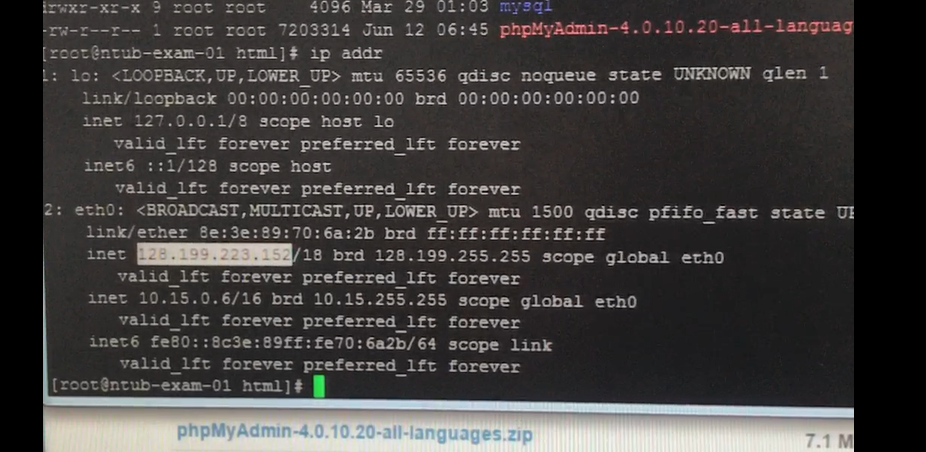 drwxr-xr-x 9 root root 4096 Mar 29 01:03 mysql
-rw-r--r-- 1 root root 7203314 Jun 12 06:45 phpMyAdmin-4.0.10.20-all-languag
[root@ntub-exam-01 html]# ip addr
1: lo: <LOOPBACK,UP,LOWER_UP> mtu 65536 qdisc noqueue state UNKNOWN qlen 1
link/loopback 00:00:00:00:00:00 brd 00:00:00:00:00:00
inet 127.0.0.1/8 scope host lo
valid_lft forever preferred_lft forever
inet6 ::1/128 scope host
valid_lft forever preferred_lft forever
2: eth0: <BROADCAST,MULTICAST,UP,LOWER_UP> mtu 1500 qdisc pfifo_fast state UP
link/ether 8e:3e:89:70:6a:2b brd ff:ff:ff:ff:ff:ff
inet 128.199.223.152/18 brd 128.199.255.255 scope global eth0
valid_lft forever preferred_lft forever
inet 10.15.0.6/16 brd 10.15.255.255 scope global eth0
valid_lft forever preferred_lft forever
inet6 fe80::8c3e:89ff:fe70:6a2b/64 scope link
valid_lft forever preferred_lft forever
[root@ntub-exam-01 html]#
phpMyAdmin-4.0.10.20-all-languages.zip 7.1 M